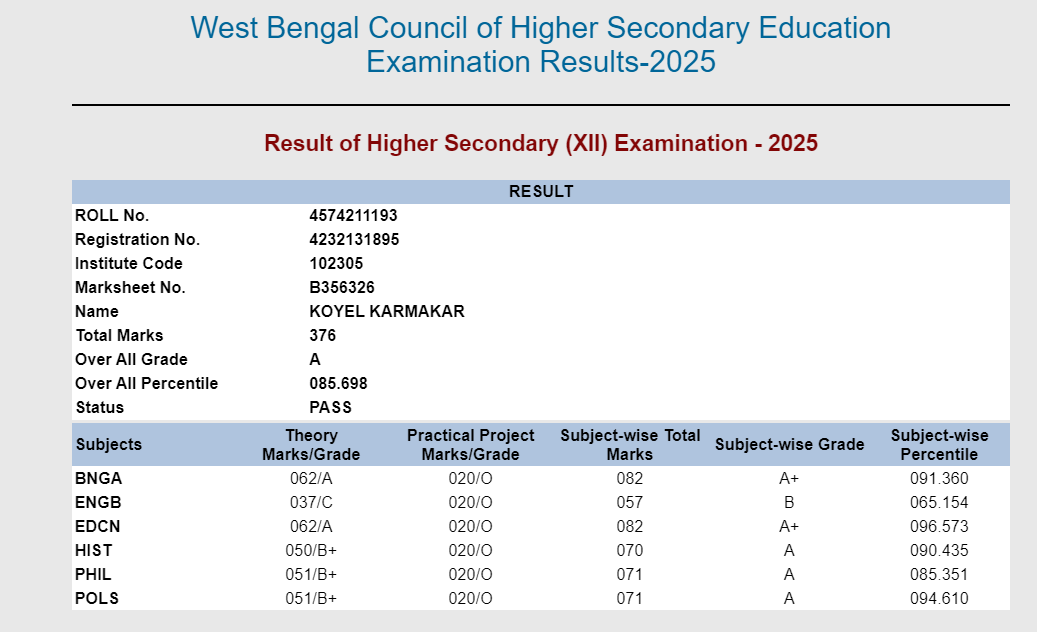 West Bengal Council of Higher Secondary Education
Examination Results-2025
Result of Higher Secondary (XII) Examination - 2025
RESULT
ROLL No. 4574211193
Registration No. 4232131895
Institute Code 102305
Marksheet No. B356326
Name KOYEL KARMAKAR
Total Marks 376
Over All Grade A
Over All Percentile 085.698
Status PASS
Subjects Theory Marks/Grade Practical Project Marks/Grade Subject-wise Total Marks Subject-wise Grade Subject-wise Percentile
BNGA 062/A 020/O 082 A+ 091.360
ENGB 037/C 020/O 057 B 065.154
EDCN 062/A 020/O 082 A+ 096.573
HIST 050/B+ 020/O 070 A 090.435
PHIL 051/B+ 020/O 071 A 085.351
POLS 051/B+ 020/O 071 A 094.610